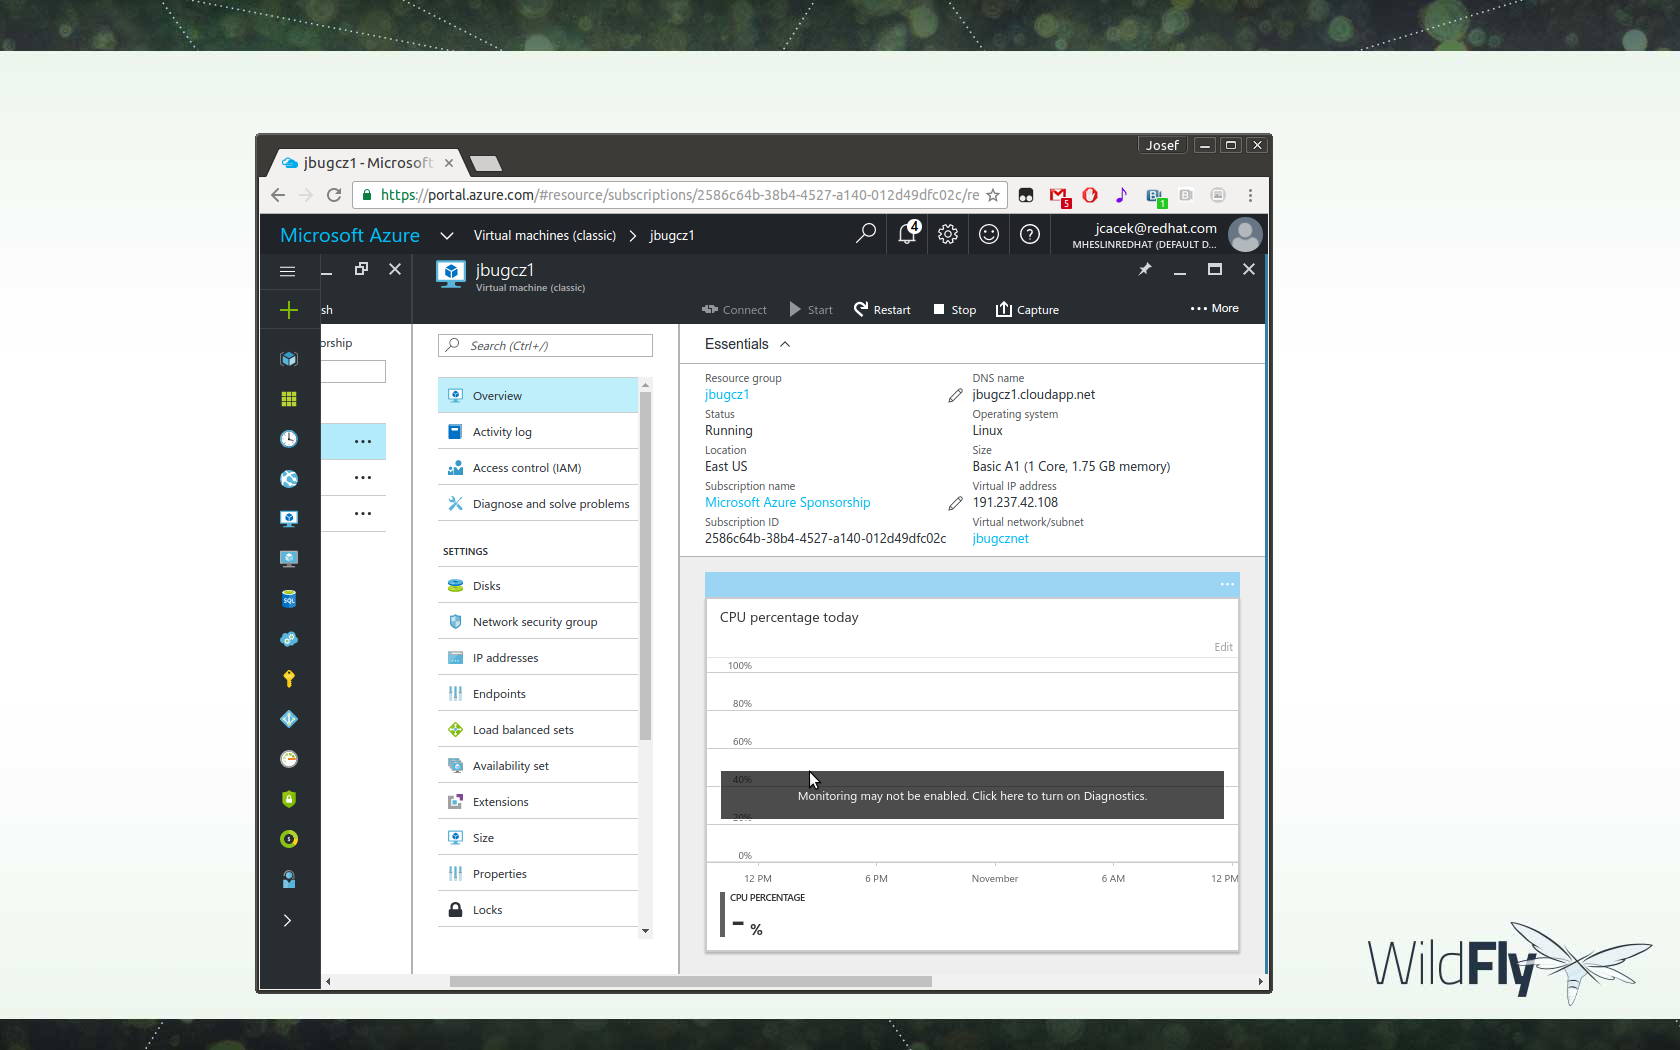 Josef
jbugcz1 - Microsoft
https://portal.azure.com/#resource/subscriptions/2586c64b-38b4-4527-a140-012d49dfc02c/re
5
1
Microsoft Azure
Virtual machines (classic)
jbugcz1
4
jcacek@redhat.com
MHESLINREDHAT (DEFAULT D...
jbugcz1
Virtual machine (classic)
sh
Connect
Start
Restart
Stop
Capture
More
orship
Search (Ctrl+/)
Essentials
Overview
Activity log
Access control (IAM)
Diagnose and solve problems
SETTINGS
Disks
Network security group
IP addresses
Endpoints
Load balanced sets
Availability set
Extensions
Size
Properties
Locks
SQL
Resource group
jbugcz1
Status
Running
Location
East US
Subscription name
Microsoft Azure Sponsorship
Subscription ID
2586c64b-38b4-4527-a140-012d49dfc02c
DNS name
jbugcz1.cloudapp.net
Operating system
Linux
Size
Basic A1 (1 Core, 1.75 GB memory)
Virtual IP address
191.237.42.108
Virtual network/subnet
jbugcznet
CPU percentage today
Edit
100%
80%
60%
40%
Monitoring may not be enabled. Click here to turn on Diagnostics.
20%
0%
12 PM
6 PM
November
6 AM
12 PM
CPU PERCENTAGE
- %
WildFly